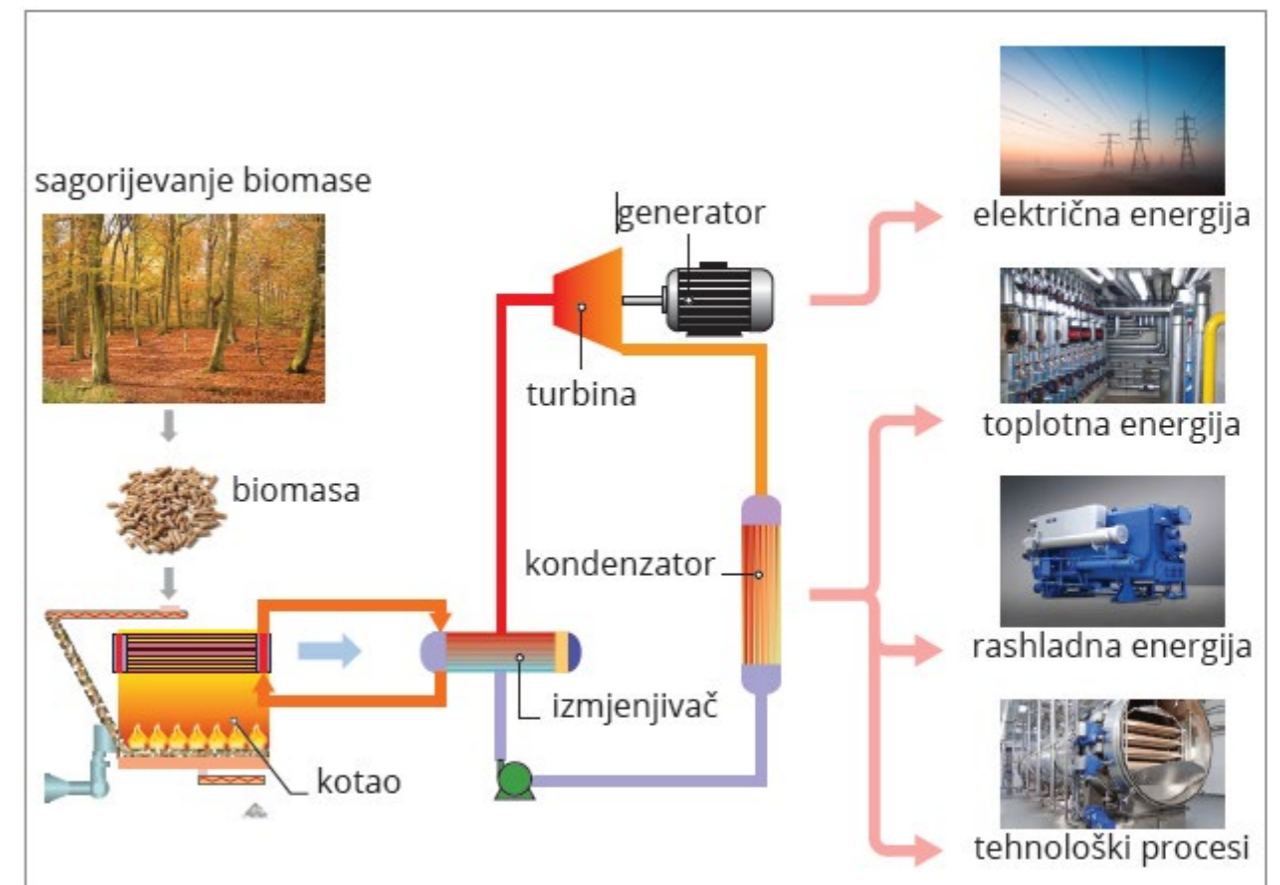 sagorijevanje biomase
biomasa
kotao
izmjenjivač
turbina
generator
kondenzator
električna energija
toplotna energija
rashladna energija
tehnološki procesi